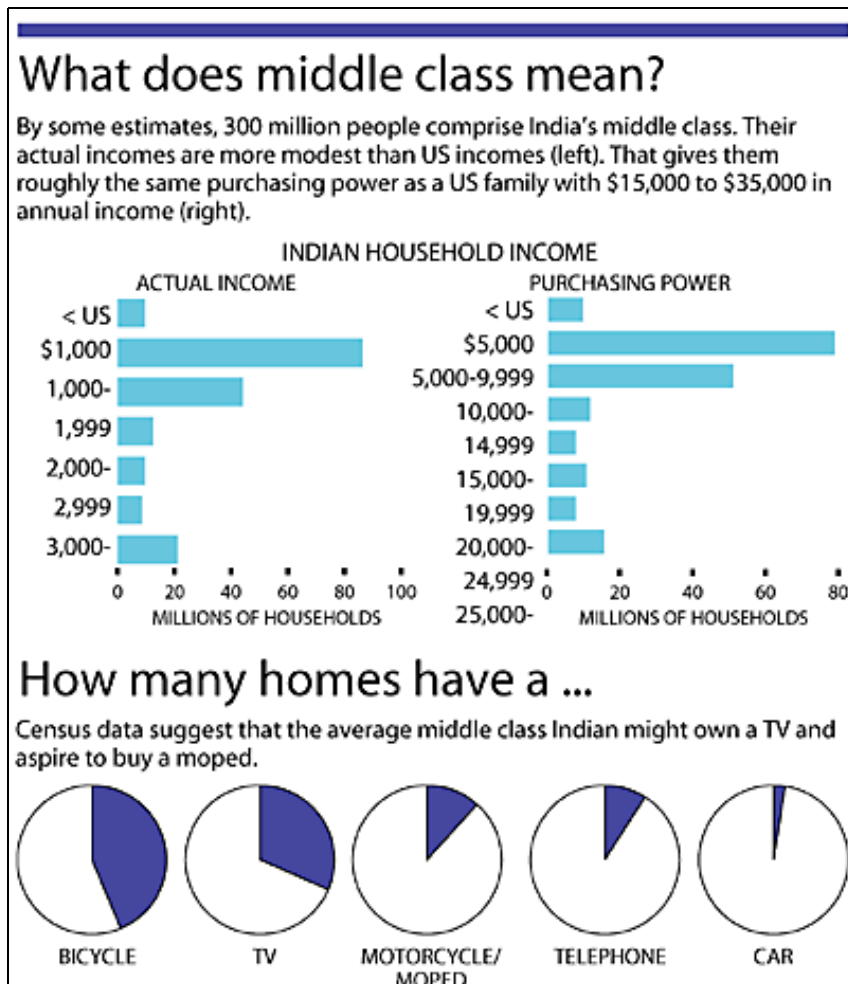 What does middle class mean?
By some estimates, 300 million people comprise India's middle class. Their
actual incomes are more modest than US incomes (left). That gives them
roughly the same purchasing power as a US family with $15,000 to $35,000 in
annual income (right).
INDIAN HOUSEHOLD INCOME
ACTUAL INCOME
< US
$1,000
1,000-
1,999
2,000-
2,999
3,000-
0 20 40 60 80 100
MILLIONS OF HOUSEHOLDS
PURCHASING POWER
< US
$5,000
5,000-9,999
10,000-
14,999
15,000-
19,999
20,000-
24,999
25,000-
0 20 40 60 80
MILLIONS OF HOUSEHOLDS
How many homes have a ...
Census data suggest that the average middle class Indian might own a TV and
aspire to buy a moped.
BICYCLE
TV
MOTORCYCLE/
MOPED
TELEPHONE
CAR